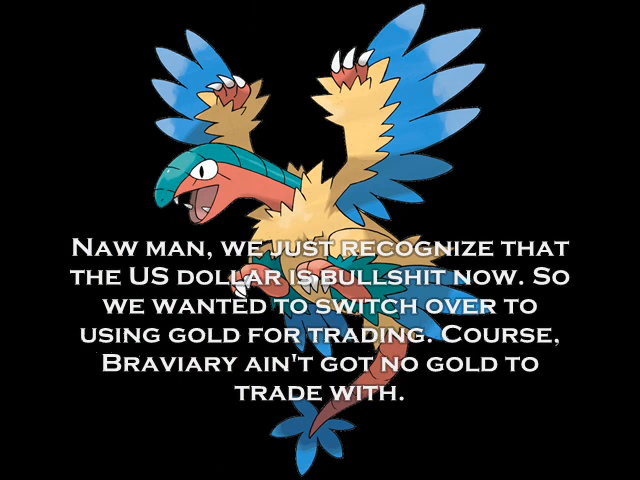 Naw man, we just recognize that
the US dollar is bullshit now. So
we wanted to switch over to
using gold for trading. Course,
Braviary ain't got no gold to
trade with.